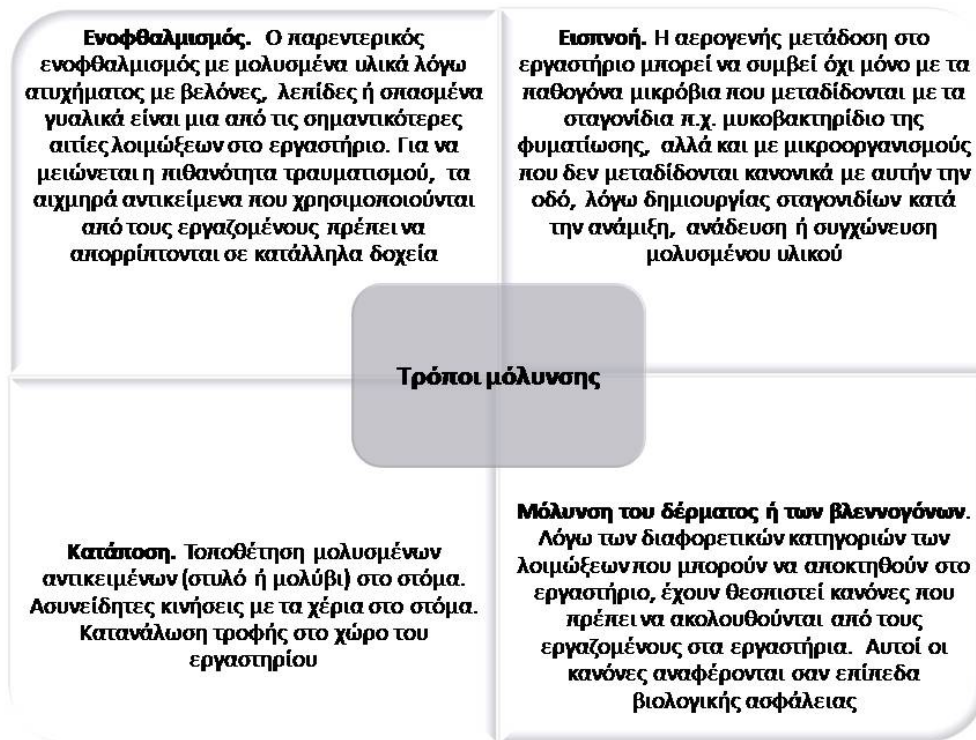 Ενοφθαλμισμός. Ο παρεντερικός
ενοφθαλμισμός με μολυσμένα υλικά λόγω
ατυχήματος με βελόνες, λεπίδες ή σπασμένα
γυαλικά είναι μια από τις σημαντικότερες
αιτίες λοιμώξεων στο εργαστήριο. Για να
μειώνεται η πιθανότητα τραυματισμού, τα
αιχμηρά αντικείμενα που χρησιμοποιούνται
από τους εργαζομένους πρέπει να
απορρίπτονται σε κατάλληλα δοχεία
Εισπνοή. Η αερογενής μετάδοση στο
εργαστήριο μπορεί να συμβεί όχι μόνο με τα
παθογόνα μικρόβια που μεταδίδονται με τα
σταγονίδια π.χ. μυκοβακτηρίδιο της
φυματίωσης, αλλά και με μικροοργανισμούς
που δεν μεταδίδονται κανονικά με αυτήν την
οδό, λόγω δημιουργίας σταγονιδίων κατά
την ανάμιξη, ανάδευση ή συγχώνευση
μολυσμένου υλικού
Τρόποι μόλυνσης
Κατάποση. Τοποθέτηση μολυσμένων
αντικειμένων (στυλό ή μολύβι) στο στόμα.
Ασυνείδητες κινήσεις με τα χέρια στο στόμα.
Κατανάλωση τροφής στο χώρο του
εργαστηρίου
Μόλυνση του δέρματος ή των βλεννογόνων.
Λόγω των διαφορετικών κατηγοριών των
λοιμώξεων που μπορούν να αποκτηθούν στο
εργαστήριο, έχουν θεσπιστεί κανόνες που
πρέπει να ακολουθούνται από τους
εργαζομένους στα εργαστήρια. Αυτοί οι
κανόνες αναφέρονται σαν επίπεδα
βιολογικής ασφάλειας